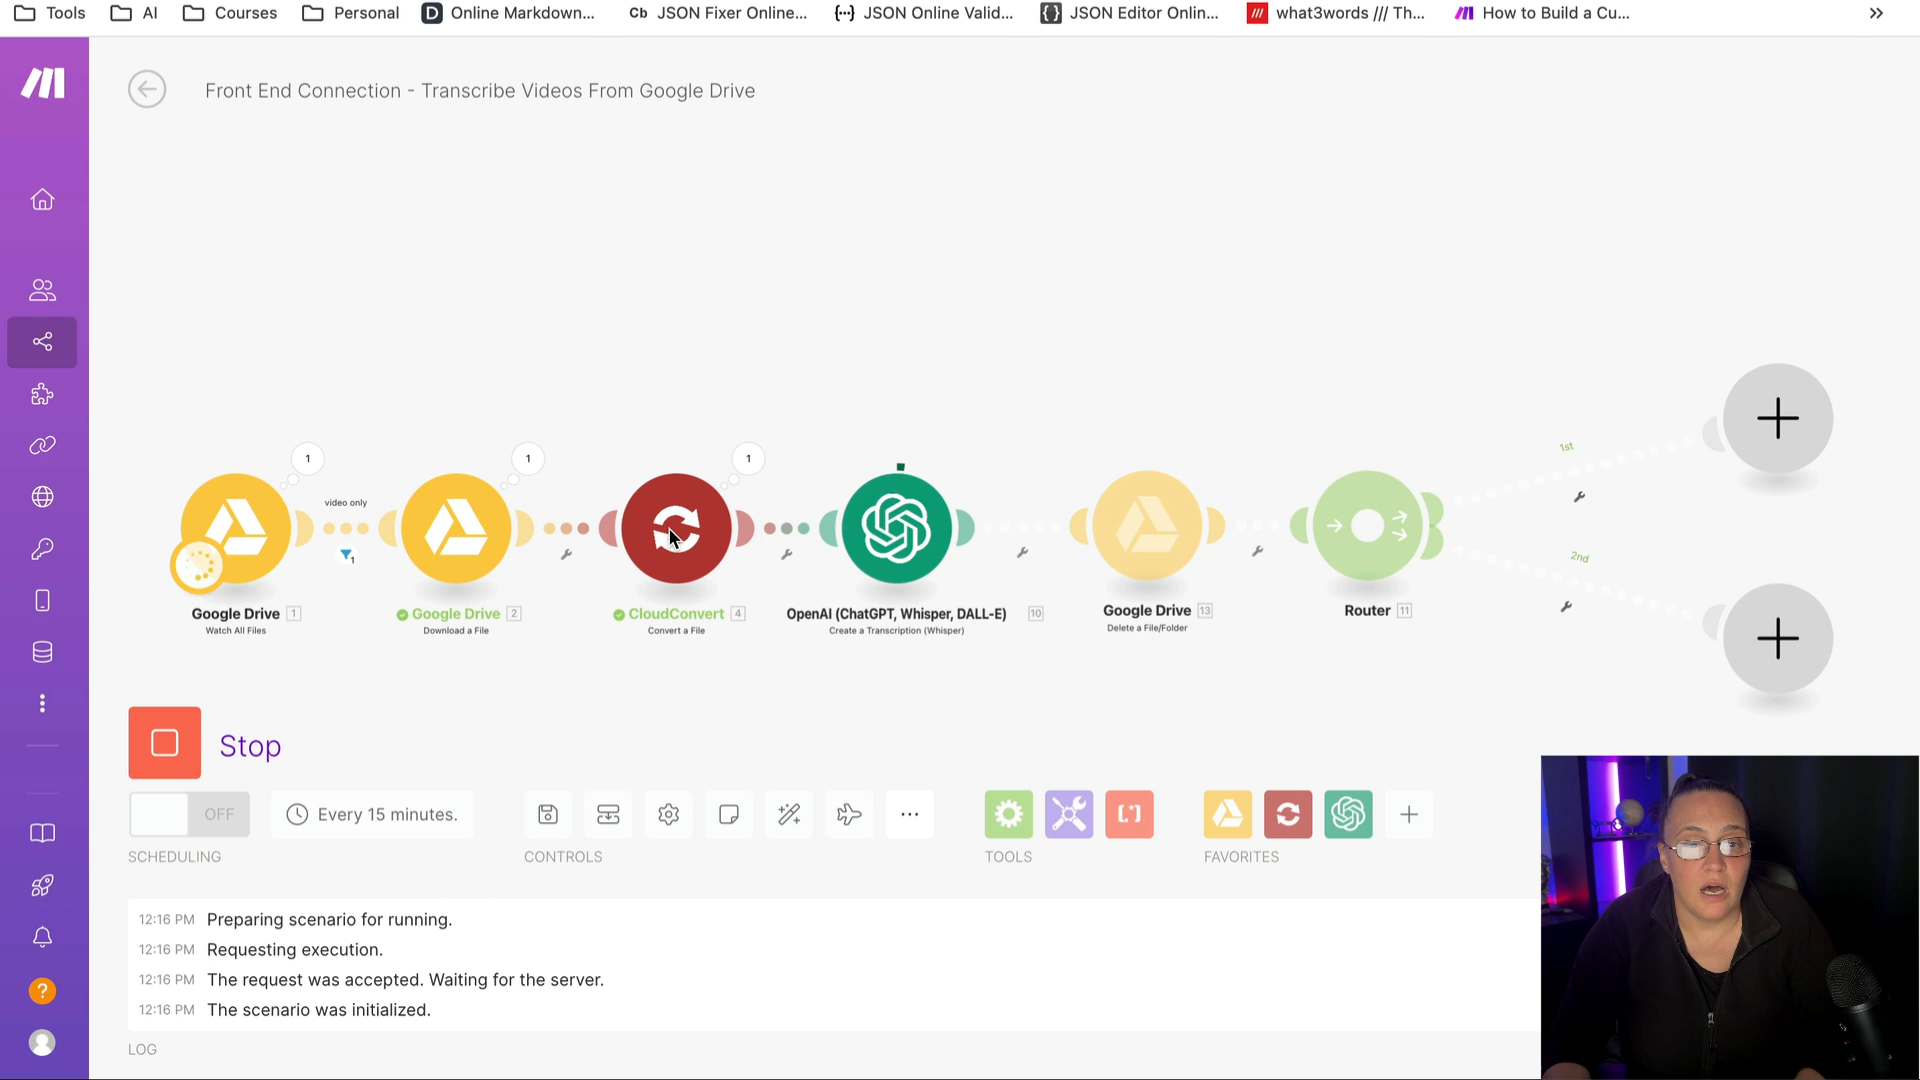 Tools AI Courses Personal D Online Markdown... Cb JSON Fixer Online... {···} JSON Online Valid... {} JSON Editor Onlin... /// what3words /// Th... How to Build a Cu... »
Front End Connection - Transcribe Videos From Google Drive
1st
1 1 1
video only
1
2nd
Google Drive 1 Google Drive 2 CloudConvert 4 OpenAI (ChatGPT, Whisper, DALL-E) 10 Google Drive 13 Router 11
Watch All Files Download a File Convert a File Create a Transcription (Whisper) Delete a File/Folder
Stop
OFF Every 15 minutes. ... [.*]
SCHEDULING CONTROLS TOOLS FAVORITES
12:16 PM Preparing scenario for running.
12:16 PM Requesting execution.
12:16 PM The request was accepted. Waiting for the server.
?
12:16 PM The scenario was initialized.
LOG